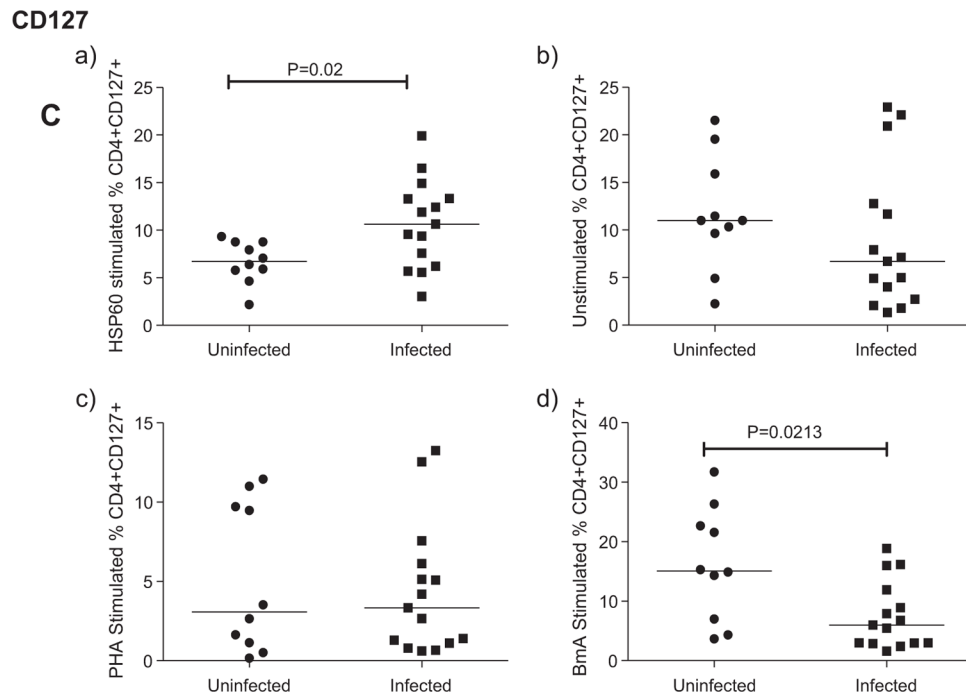 CD127
C
a)
P=0.02
HSP60 stimulated % CD4+CD127+
25
20
15
10
5
0
Uninfected
Infected
b)
Unstimulated % CD4+CD127+
25
20
15
10
5
0
Uninfected
Infected
c)
PHA Stimulated % CD4+CD127+
15
10
5
0
Uninfected
Infected
d)
P=0.0213
BmA Stimulated % CD4+CD127+
40
30
20
10
0
Uninfected
Infected